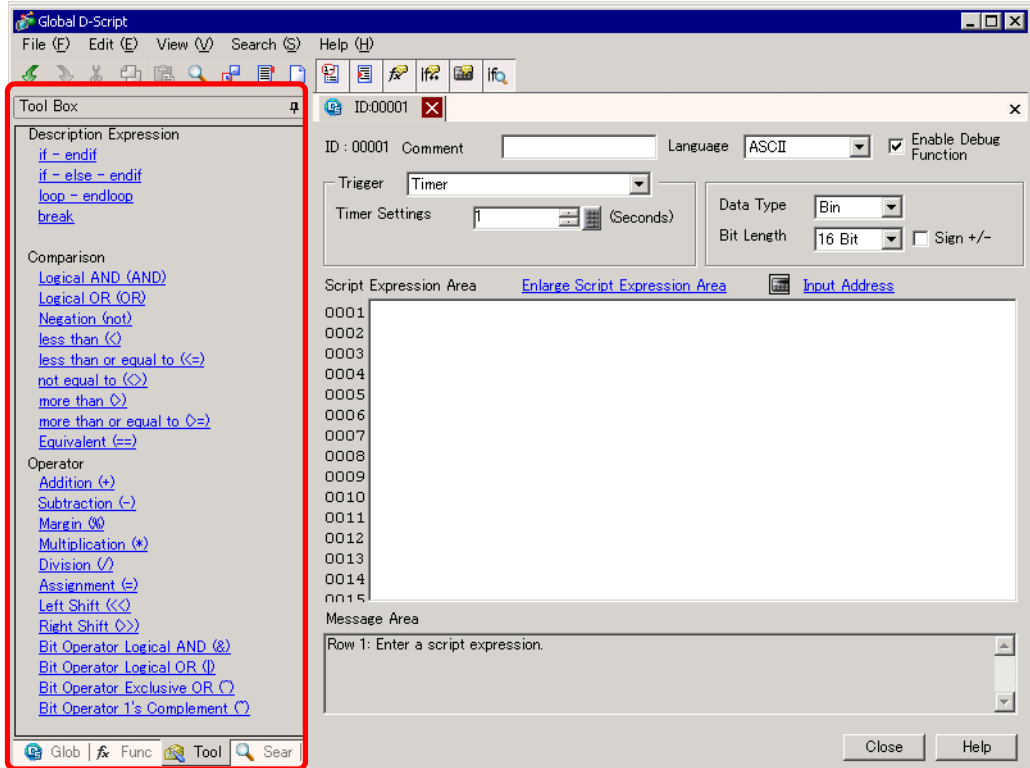 Global D-Script
File (F) Edit (E) View (V) Search (S) Help (H)
Tool Box
Description Expression
if - endif
if - else - endif
loop - endloop
break
Comparison
Logical AND (AND)
Logical OR (OR)
Negation (not)
less than (<)
less than or equal to (<=)
not equal to (<>)
more than (>)
more than or equal to (>=)
Equivalent (==)
Operator
Addition (+)
Subtraction (-)
Margin (%)
Multiplication (*)
Division (/)
Assignment (=)
Left Shift (<<)
Right Shift (>>)
Bit Operator Logical AND (&)
Bit Operator Logical OR (|)
Bit Operator Exclusive OR (^)
Bit Operator 1's Complement (~)
Glob fx Func Tool Sear
ID:00001
ID : 00001 Comment Language ASCII Enable Debug
Function
Trigger Timer
Timer Settings 1 (Seconds)
Data Type Bin
Bit Length 16 Bit Sign +/-
Script Expression Area Enlarge Script Expression Area Input Address
0001
0002
0003
0004
0005
0006
0007
0008
0009
0010
0011
0012
0013
0014
0015
Message Area
Row 1: Enter a script expression.
Close Help